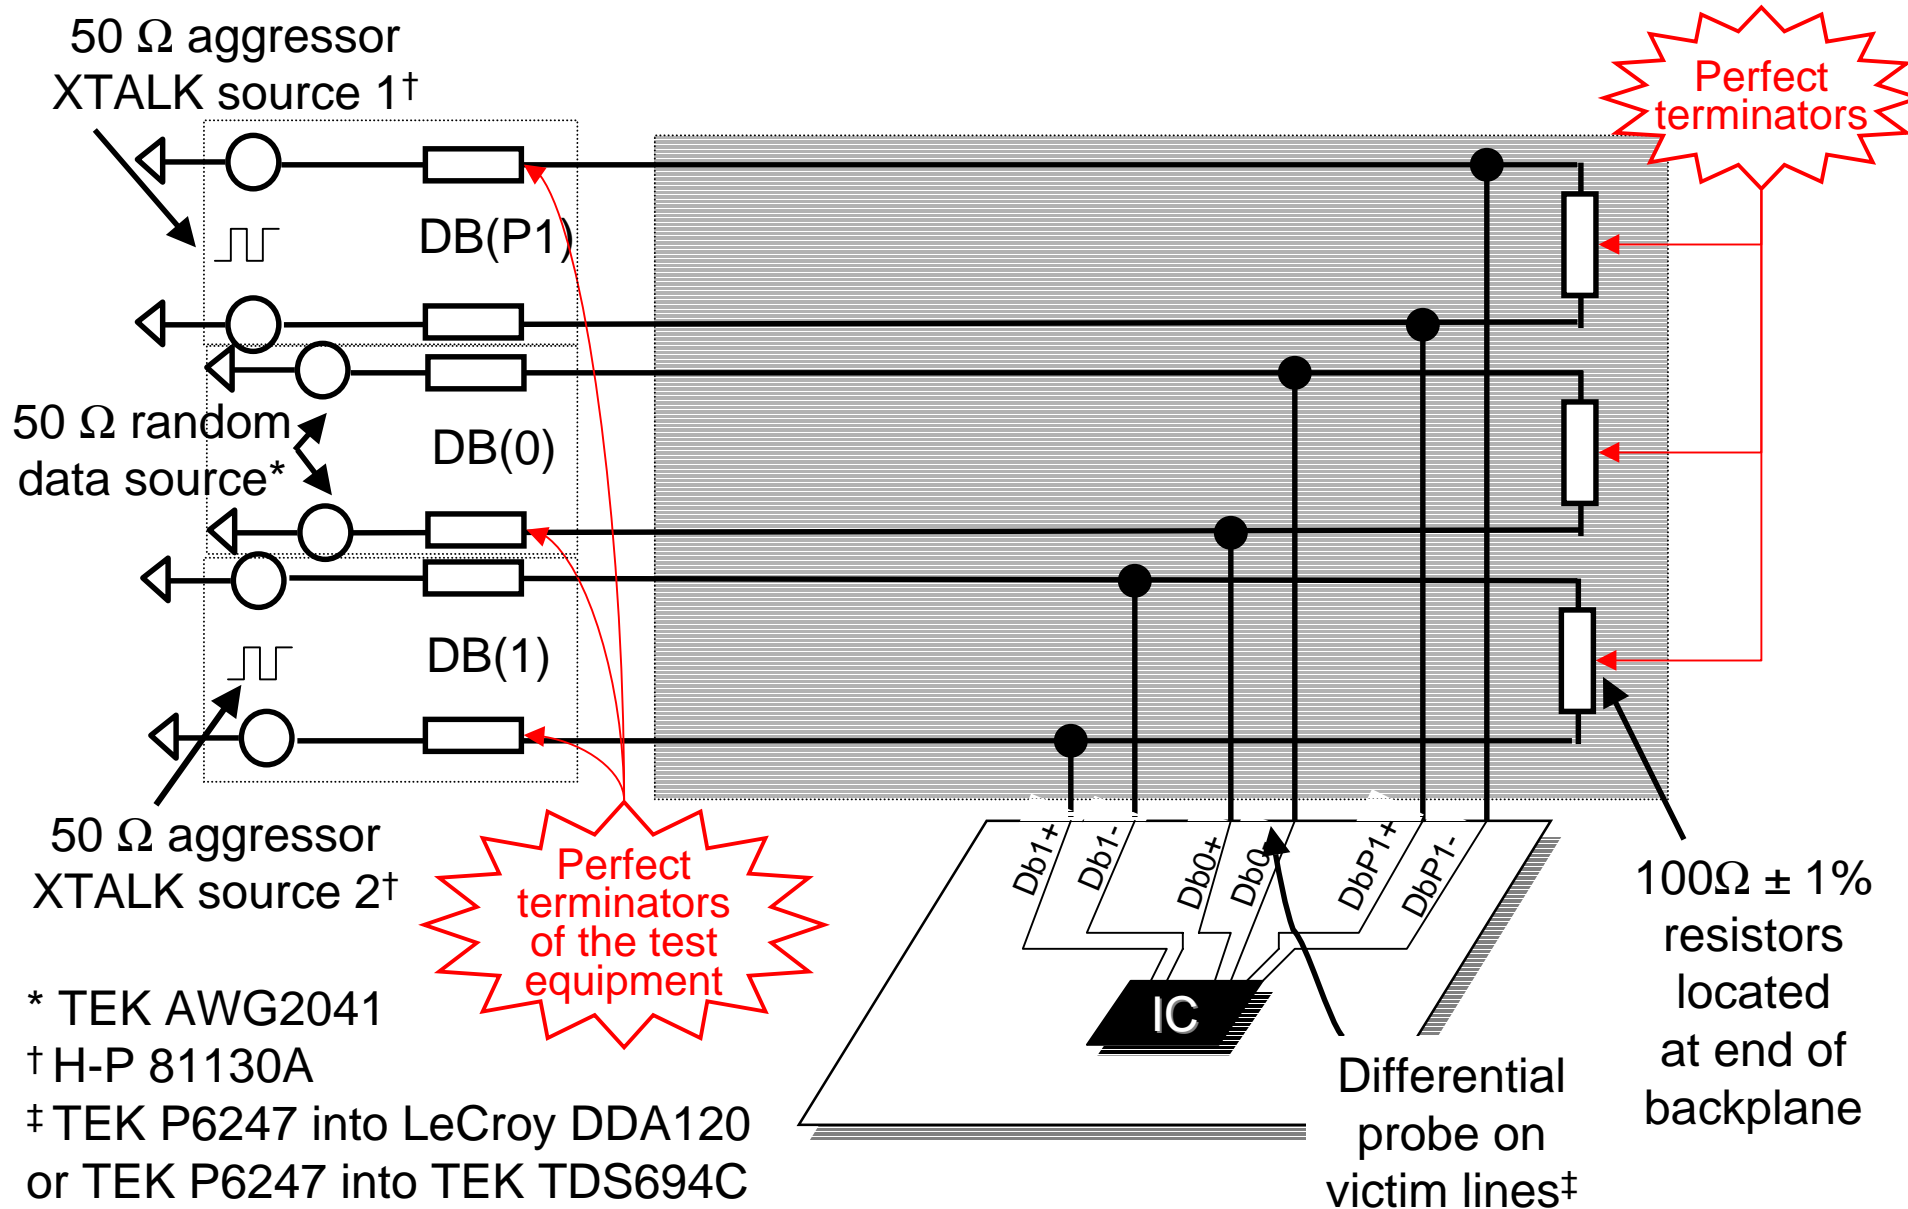 50 Ω aggressor
XTALK source 1†
Perfect
terminators
DB(P1)
50 Ω random
data source*
DB(0)
DB(1)
50 Ω aggressor
XTALK source 2†
Perfect
terminators
of the test
equipment
Db1+
Db1-
Db0+
Db0-
DbP1+
DbP1-
IC
100Ω ± 1%
resistors
located
at end of
backplane
Differential
probe on
victim lines‡
* TEK AWG2041
† H-P 81130A
‡ TEK P6247 into LeCroy DDA120
or TEK P6247 into TEK TDS694C